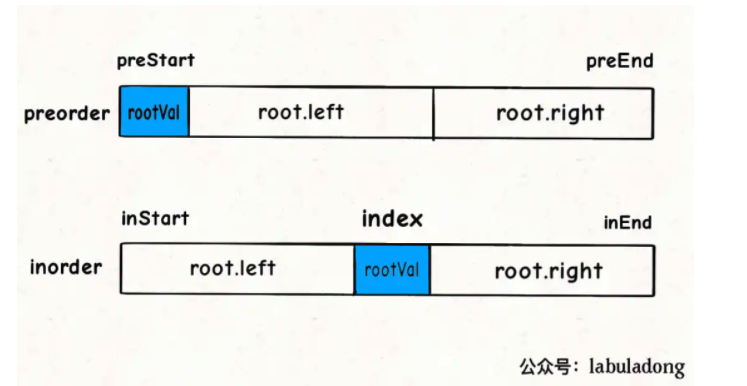 preStart preEnd
preorder rootVal root.left root.right
inStart index inEnd
inorder root.left rootVal root.right
公众号：labuladong